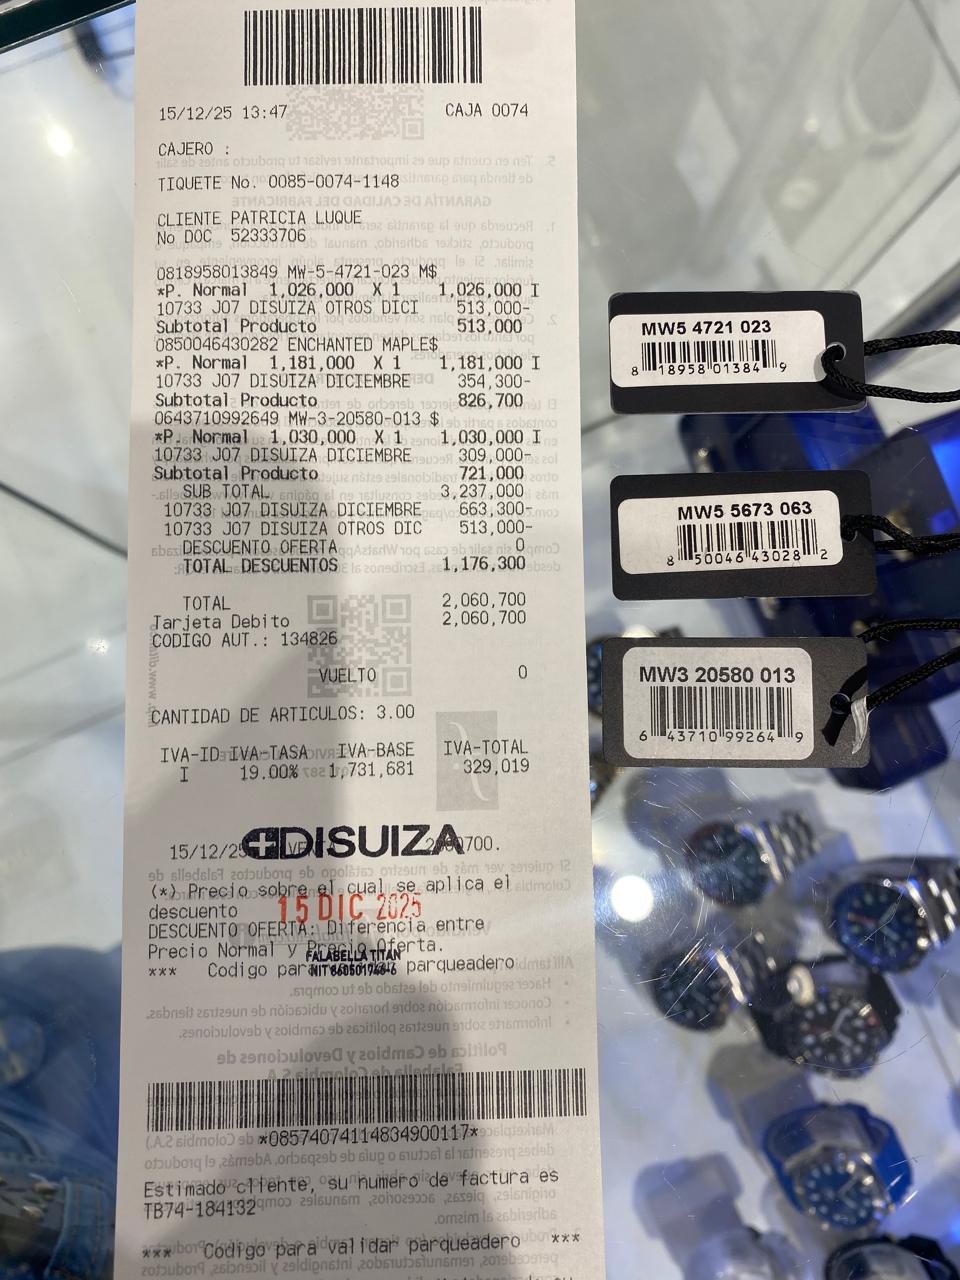 15/12/25 13:47 CAJA 0074
CAJERO :
TIQUETE No. 0085-0074-1148
CLIENTE PATRICIA LUQUE
No DOC 52333706
0818958013849 MW-5-4721-023 M$
*P. Normal 1,026,000 X 1 1,026,000 I
10733 J07 DISUIZA OTROS DICI 513,000-
Subtotal Producto 513,000
0850046430282 ENCHANTED MAPLE$
*P. Normal 1,181,000 X 1 1,181,000 I
10733 J07 DISUIZA DICIEMBRE 354,300-
Subtotal Producto 826,700
0643710992649 MW-3-20580-013 $
*P. Normal 1,030,000 X 1 1,030,000 I
10733 J07 DISUIZA DICIEMBRE 309,000-
Subtotal Producto 721,000
SUB TOTAL 3,237,000
10733 J07 DISUIZA DICIEMBRE 663,300-
10733 J07 DISUIZA OTROS DIC 513,000-
DESCUENTO OFERTA 0
TOTAL DESCUENTOS 1,176,300
TOTAL 2,060,700
Tarjeta Debito 2,060,700
CODIGO AUT.: 134826
VUELTO 0
CANTIDAD DE ARTICULOS: 3.00
IVA-ID IVA-TASA IVA-BASE IVA-TOTAL
I 19.00% 1,731,681 329,019
15/12/25
DISUIZA
(*) Precio sobre el cual se aplica el
descuento
15 DIC 2025
DESCUENTO OFERTA: Diferencia entre
Precio Normal y Precio Oferta.
FALABELLA TITAN
*** Codigo para parqueadero
*08574074114834900117*
Estimado cliente, su numero de factura es
TB74-184132
*** Codigo para validar parqueadero ***
MW5 4721 023
8 18958 01384 9
MW5 5673 063
8 50046 43028 2
MW3 20580 013
6 43710 99264 9